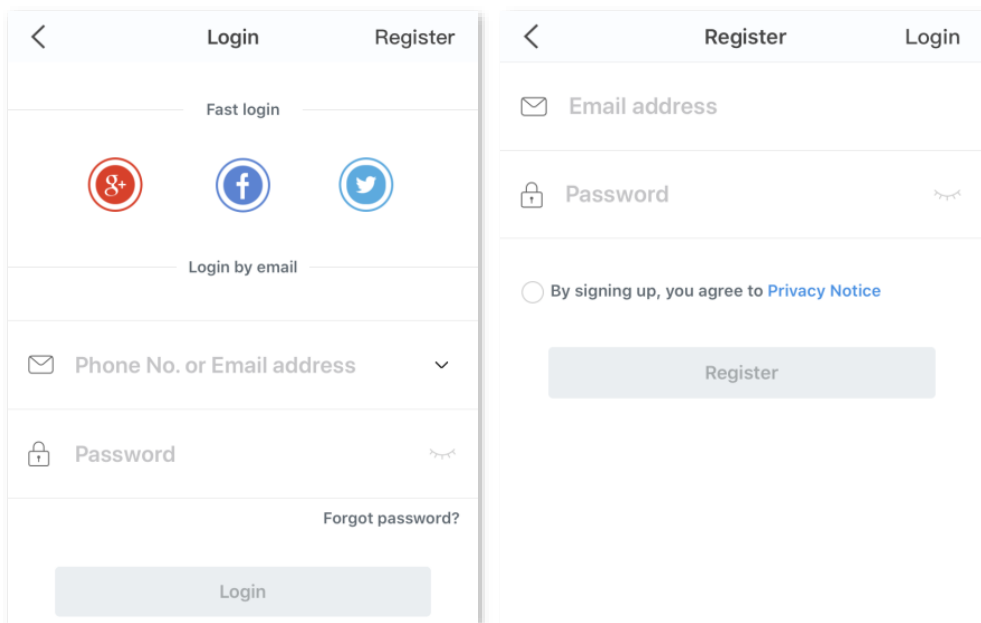 Login
Register
Fast login
g+
f
Login by email
Phone No. or Email address
Password
Forgot password?
Login
Register
Login
Email address
Password
By signing up, you agree to Privacy Notice
Register